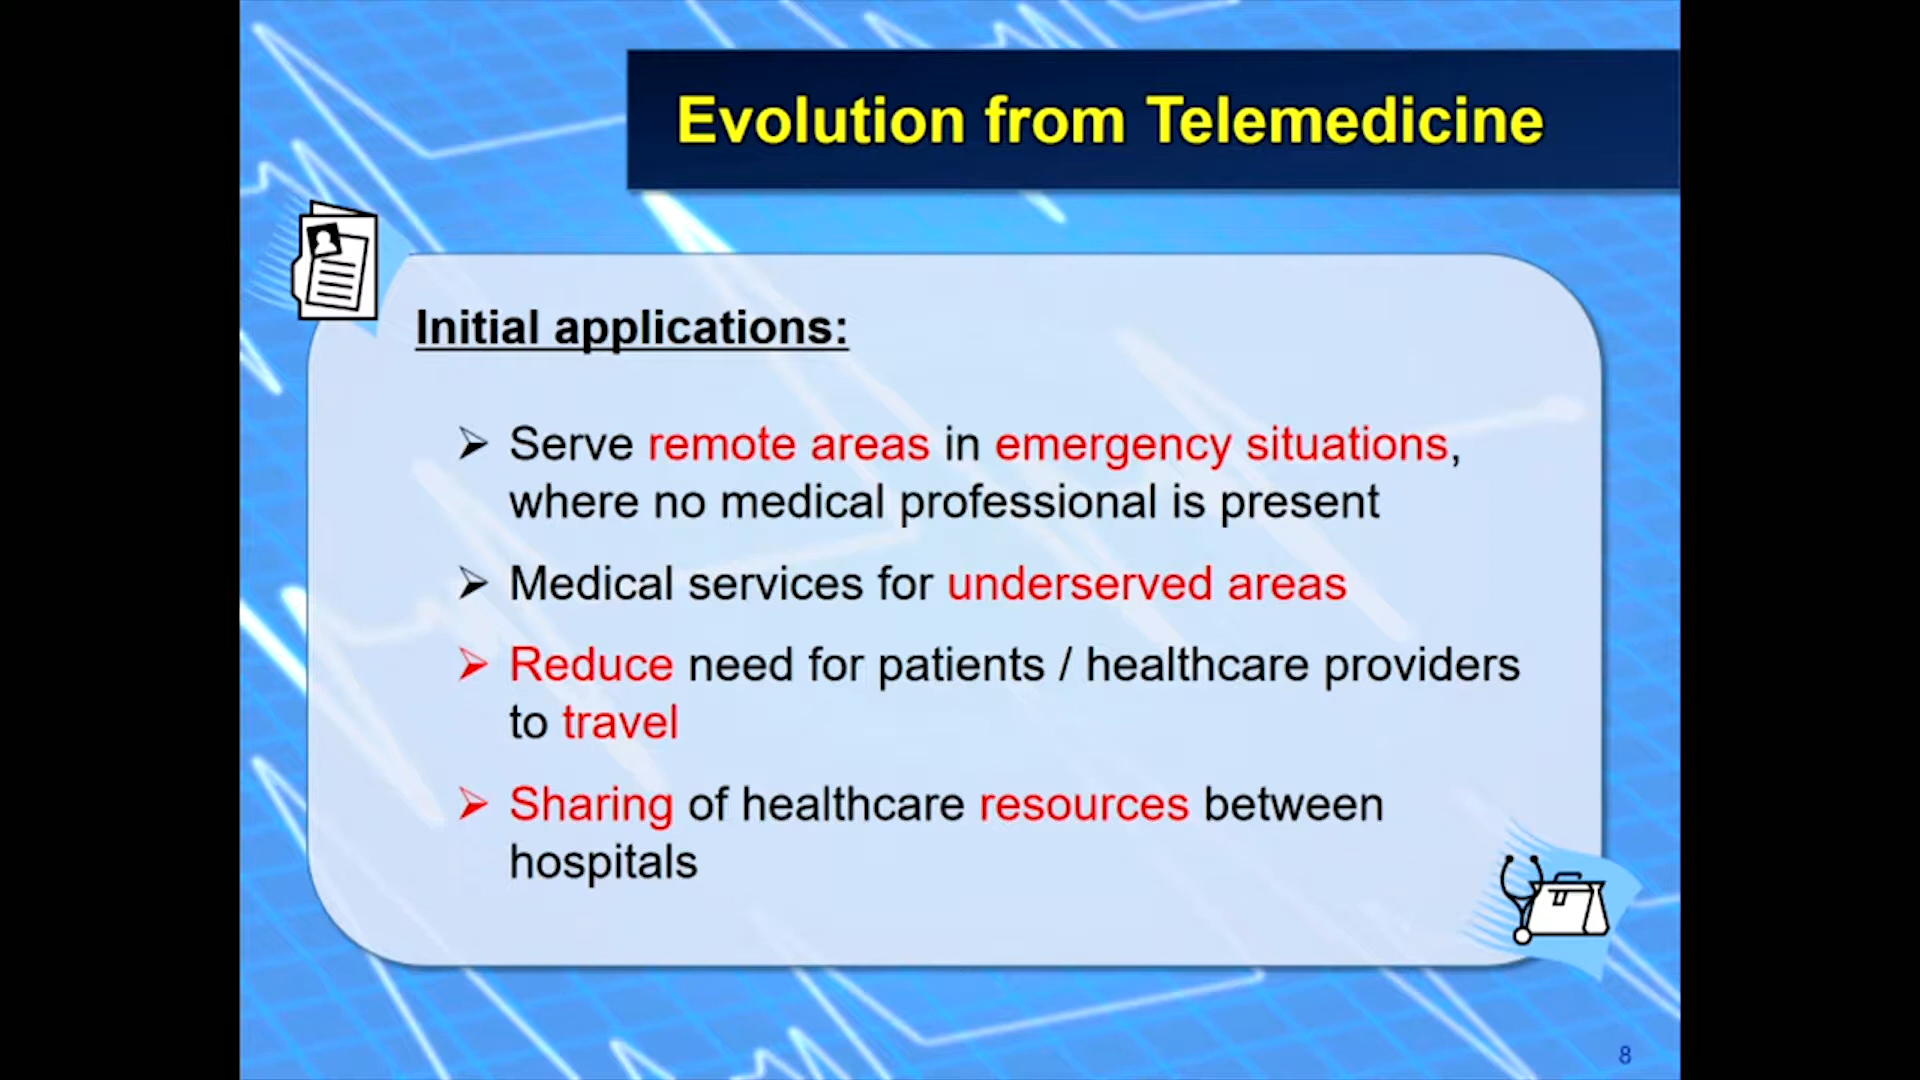 Evolution from Telemedicine
Initial applications:
➢ Serve remote areas in emergency situations,
where no medical professional is present
➢ Medical services for underserved areas
➢ Reduce need for patients / healthcare providers
to travel
➢ Sharing of healthcare resources between
hospitals
8